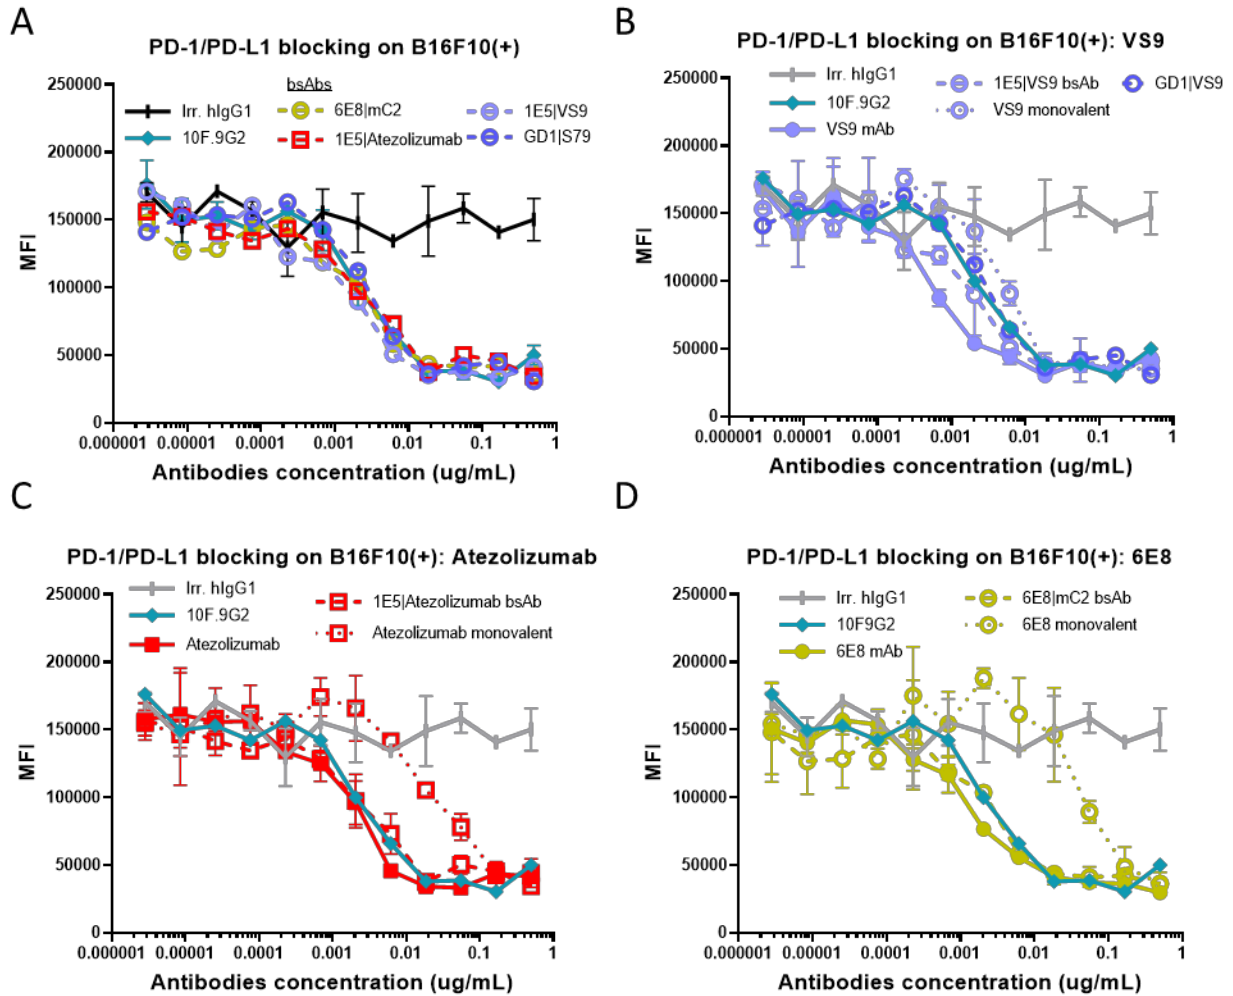 A
PD-1/PD-L1 blocking on B16F10(+)
bsAbs
Irr. hIgG1
6E8|mC2
1E5|VS9
10F.9G2
1E5|Atezolizumab
GD1|S79
250000
200000
150000
100000
50000
0
MFI
0.000001
0.00001
0.0001
0.001
0.01
0.1
1
Antibodies concentration (ug/mL)
B
PD-1/PD-L1 blocking on B16F10(+): VS9
Irr. hIgG1
1E5|VS9 bsAb
GD1|VS9
10F.9G2
VS9 monovalent
VS9 mAb
250000
200000
150000
100000
50000
0
MFI
0.000001
0.00001
0.0001
0.001
0.01
0.1
1
Antibodies concentration (ug/mL)
C
PD-1/PD-L1 blocking on B16F10(+): Atezolizumab
Irr. hIgG1
1E5|Atezolizumab bsAb
10F.9G2
Atezolizumab monovalent
Atezolizumab
250000
200000
150000
100000
50000
0
MFI
0.000001
0.00001
0.0001
0.001
0.01
0.1
1
Antibodies concentration (ug/mL)
D
PD-1/PD-L1 blocking on B16F10(+): 6E8
Irr. hIgG1
6E8|mC2 bsAb
10F9G2
6E8 monovalent
6E8 mAb
250000
200000
150000
100000
50000
0
MFI
0.000001
0.00001
0.0001
0.001
0.01
0.1
1
Antibodies concentration (ug/mL)